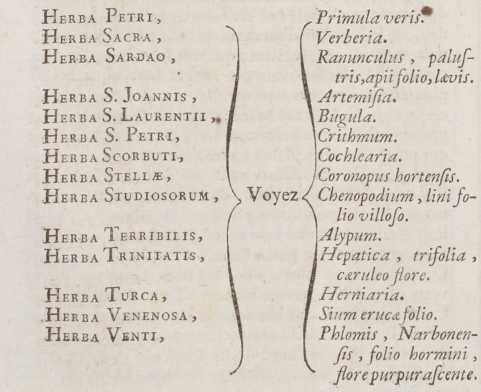 HERBA PETRI, Primula veris.
HERBA SACRA, Verberia.
HERBA SARDAO, Ranunculus, paluſ-
tris, apii folio, lævis.
HERBA S. JOANNIS, Artemiſia.
HERBA S. LAURENTII, Bugula.
HERBA S. PETRI, Crithmum.
HERBA SCORBUTI, Cochlearia.
HERBA STELLÆ, Coronopus hortenſis.
HERBA STUDIOSORUM, Voyez Chenopodium, lini fo-
lio villoſo.
HERBA TERRIBILIS, Alypum.
HERBA TRINITATIS, Hepatica, trifolia,
cæruleo flore.
HERBA TURCA, Herniaria.
HERBA VENENOSA, Sium erucæ folio.
HERBA VENTI, Phlomis, Narbonen-
ſis, folio hormini,
flore purpuraſcente.